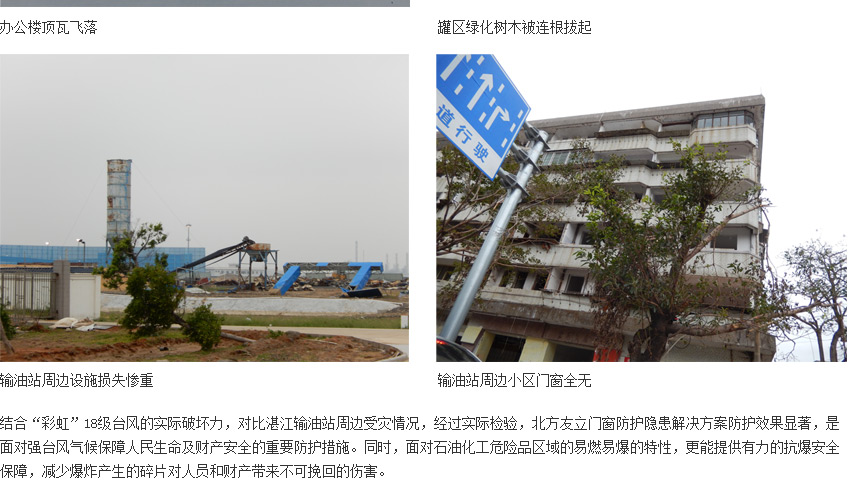 办公楼顶瓦飞落
罐区绿化树木被连根拔起
道行驶
输油站周边设施损失惨重
输油站周边小区门窗全无
结合“彩虹”18级台风的实际破坏力，对比湛江输油站周边受灾情况，经过实际检验，北方友立门窗防护隐患解决方案防护效果显著，是
面对强台风气候保障人民生命及财产安全的重要防护措施。同时，面对石油化工危险品区域的易燃易爆的特性，更能提供有力的抗爆安全
保障，减少爆炸产生的碎片对人员和财产带来不可挽回的伤害。